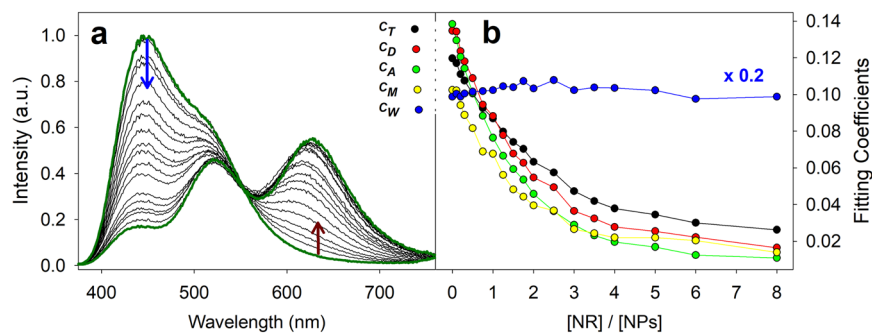 a
1.0
0.8
0.6
0.4
0.2
0.0
Intensity (a.u.)
400 500 600 700
Wavelength (nm)
b
C_T
C_D
C_A
C_M
C_W
x 0.2
0.14
0.12
0.10
0.08
0.06
0.04
0.02
Fitting Coefficients
0 1 2 3 4 5 6 7 8
[NR] / [NPs]